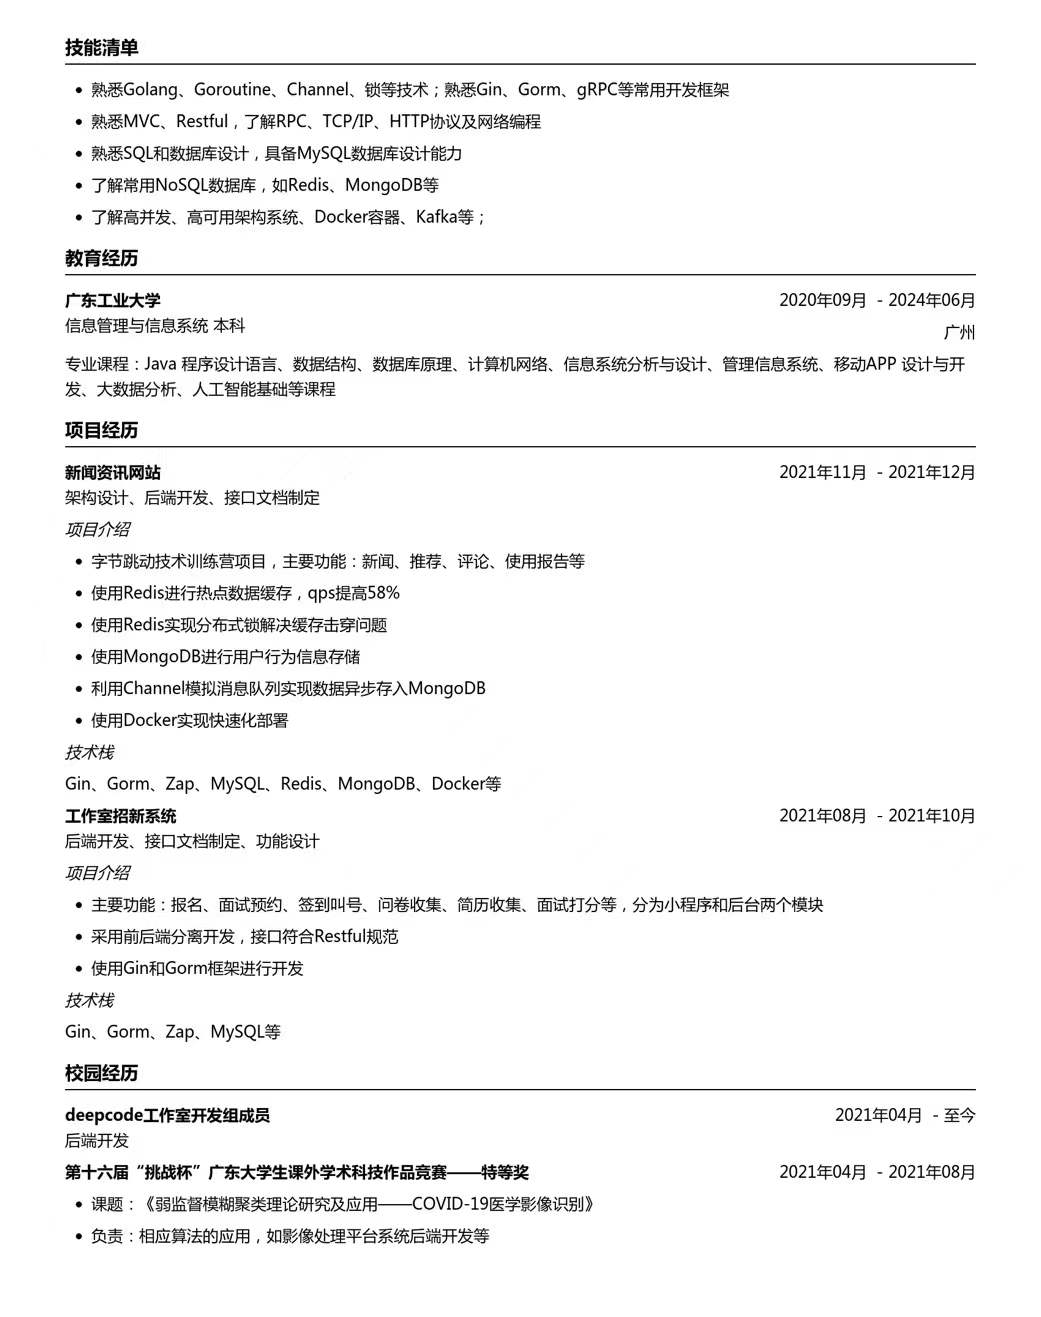 技能清单
熟悉Golang、Goroutine、Channel、锁等技术；熟悉Gin、Gorm、gRPC等常用开发框架
熟悉MVC、Restful，了解RPC、TCP/IP、HTTP协议及网络编程
熟悉SQL和数据库设计，具备MySQL数据库设计能力
了解常用NoSQL数据库，如Redis、MongoDB等
了解高并发、高可用架构系统、Docker容器、Kafka等；
教育经历
广东工业大学 2020年09月 - 2024年06月
信息管理与信息系统 本科 广州
专业课程：Java 程序设计语言、数据结构、数据库原理、计算机网络、信息系统分析与设计、管理信息系统、移动APP 设计与开
发、大数据分析、人工智能基础等课程
项目经历
新闻资讯网站 2021年11月 - 2021年12月
架构设计、后端开发、接口文档制定
项目介绍
字节跳动技术训练营项目，主要功能：新闻、推荐、评论、使用报告等
使用Redis进行热点数据缓存，qps提高58%
使用Redis实现分布式锁解决缓存击穿问题
使用MongoDB进行用户行为信息存储
利用Channel模拟消息队列实现数据异步存入MongoDB
使用Docker实现快速化部署
技术栈
Gin、Gorm、Zap、MySQL、Redis、MongoDB、Docker等
工作室招新系统 2021年08月 - 2021年10月
后端开发、接口文档制定、功能设计
项目介绍
主要功能：报名、面试预约、签到叫号、问卷收集、简历收集、面试打分等，分为小程序和后台两个模块
采用前后端分离开发，接口符合Restful规范
使用Gin和Gorm框架进行开发
技术栈
Gin、Gorm、Zap、MySQL等
校园经历
deepcode工作室开发组成员 2021年04月 - 至今
后端开发
第十六届“挑战杯”广东大学生课外学术科技作品竞赛——特等奖 2021年04月 - 2021年08月
课题：《弱监督模糊聚类理论研究及应用——COVID-19医学影像识别》
负责：相应算法的应用，如影像处理平台系统后端开发等